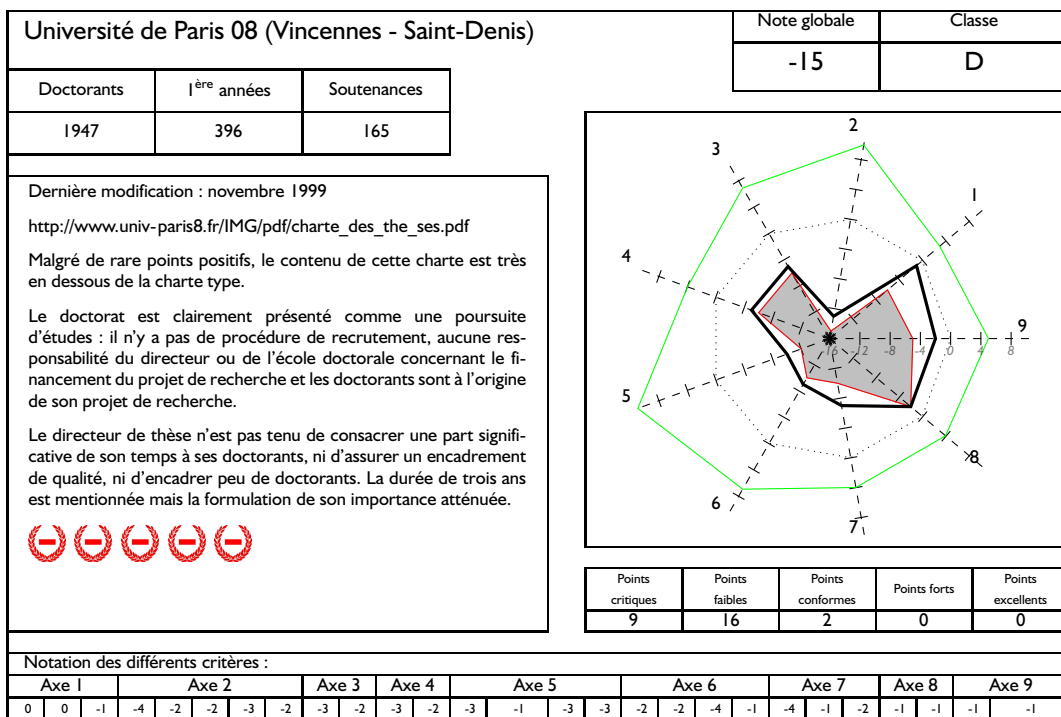 Université de Paris 08 (Vincennes - Saint-Denis)
Note globale Classe
-15 D
Doctorants 1ère années Soutenances
1947 396 165
Dernière modification : novembre 1999
http://www.univ-paris8.fr/IMG/pdf/charte_des_the_ses.pdf
Malgré de rare points positifs, le contenu de cette charte est très
en dessous de la charte type.
Le doctorat est clairement présenté comme une poursuite
d'études : il n'y a pas de procédure de recrutement, aucune res-
ponsabilité du directeur ou de l'école doctorale concernant le fi-
nancement du projet de recherche et les doctorants sont à l'origine
de son projet de recherche.
Le directeur de thèse n'est pas tenu de consacrer une part signifi-
cative de son temps à ses doctorants, ni d'assurer un encadrement
de qualité, ni d'encadrer peu de doctorants. La durée de trois ans
est mentionnée mais la formulation de son importance atténuée.
2
3
1
4
9
-16 -12 -8 -4 0 4 8
5
8
6
7
Points critiques Points faibles Points conformes Points forts Points excellents
9 16 2 0 0
Notation des différents critères :
Axe 1 Axe 2 Axe 3 Axe 4 Axe 5 Axe 6 Axe 7 Axe 8 Axe 9
0 0 -1 -4 -2 -2 -3 -2 -3 -2 -3 -2 -3 -1 -3 -3 -2 -2 -4 -1 -4 -1 -2 -1 -1 -1 -1